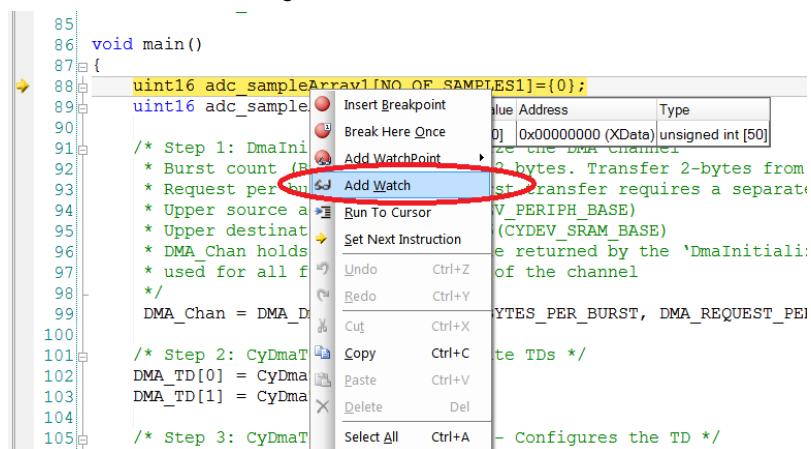 85
86 void main()
87 {
88 uint16 adc_sampleArray1[NO_OF_SAMPLES1]={0};
89 uint16 adc_sample
Insert Breakpoint
alue Address Type
90
Break Here Once
0] 0x00000000 (XData) unsigned int [50]
91 /* Step 1: DmaIni ze the DMA channel
Add WatchPoint
92 * Burst count (B 2 bytes. Transfer 2-bytes from
93 * Request per bu st transfer requires a separate
Add Watch
94 * Upper source a V_PERIPH_BASE)
Run To Cursor
95 * Upper destinat (CYDEV_SRAM_BASE)
96 * DMA_Chan holds e returned by the 'DmaInitializ
Set Next Instruction
97 * used for all f of the channel
Undo Ctrl+Z
98 */
Redo Ctrl+Y
99 DMA_Chan = DMA_D YTES_PER_BURST, DMA_REQUEST_PER
Cut Ctrl+X
100
101 /* Step 2: CyDmaT te TDs */
Copy Ctrl+C
102 DMA_TD[0] = CyDma
Paste Ctrl+V
103 DMA_TD[1] = CyDma
Delete Del
104
105 /* Step 3: CyDmaT - Configures the TD */
Select All Ctrl+A